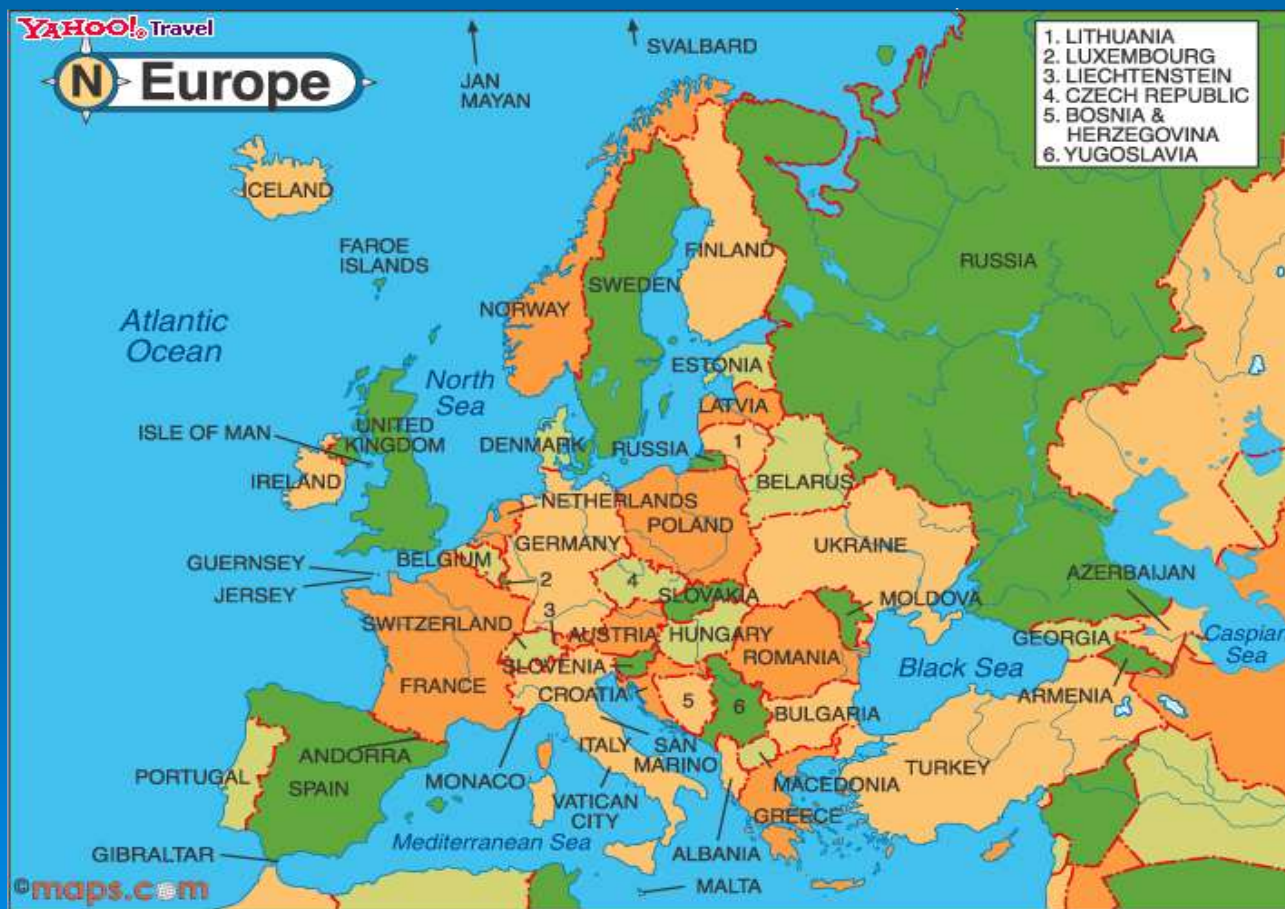 YAHOO! Travel
N Europe
JAN
MAYAN
SVALBARD
1. LITHUANIA
2. LUXEMBOURG
3. LIECHTENSTEIN
4. CZECH REPUBLIC
5. BOSNIA &
HERZEGOVINA
6. YUGOSLAVIA
ICELAND
FAROE
ISLANDS
FINLAND
RUSSIA
SWEDEN
NORWAY
Atlantic
Ocean
North
Sea
ESTONIA
LATVIA
ISLE OF MAN
UNITED
KINGDOM
DENMARK
RUSSIA
1
IRELAND
BELARUS
NETHERLANDS
POLAND
GERMANY
UKRAINE
BELGIUM
GUERNSEY
JERSEY
2
4
SLOVAKIA
AZERBAIJAN
MOLDOVA
3
SWITZERLAND
AUSTRIA
HUNGARY
GEORGIA
Caspian
Sea
SLOVENIA
ROMANIA
Black Sea
FRANCE
CROATIA
5
6
ARMENIA
BULGARIA
ANDORRA
ITALY
SAN
MARINO
PORTUGAL
SPAIN
MONACO
TURKEY
MACEDONIA
VATICAN
CITY
GREECE
Mediterranean Sea
GIBRALTAR
ALBANIA
MALTA
©maps.com